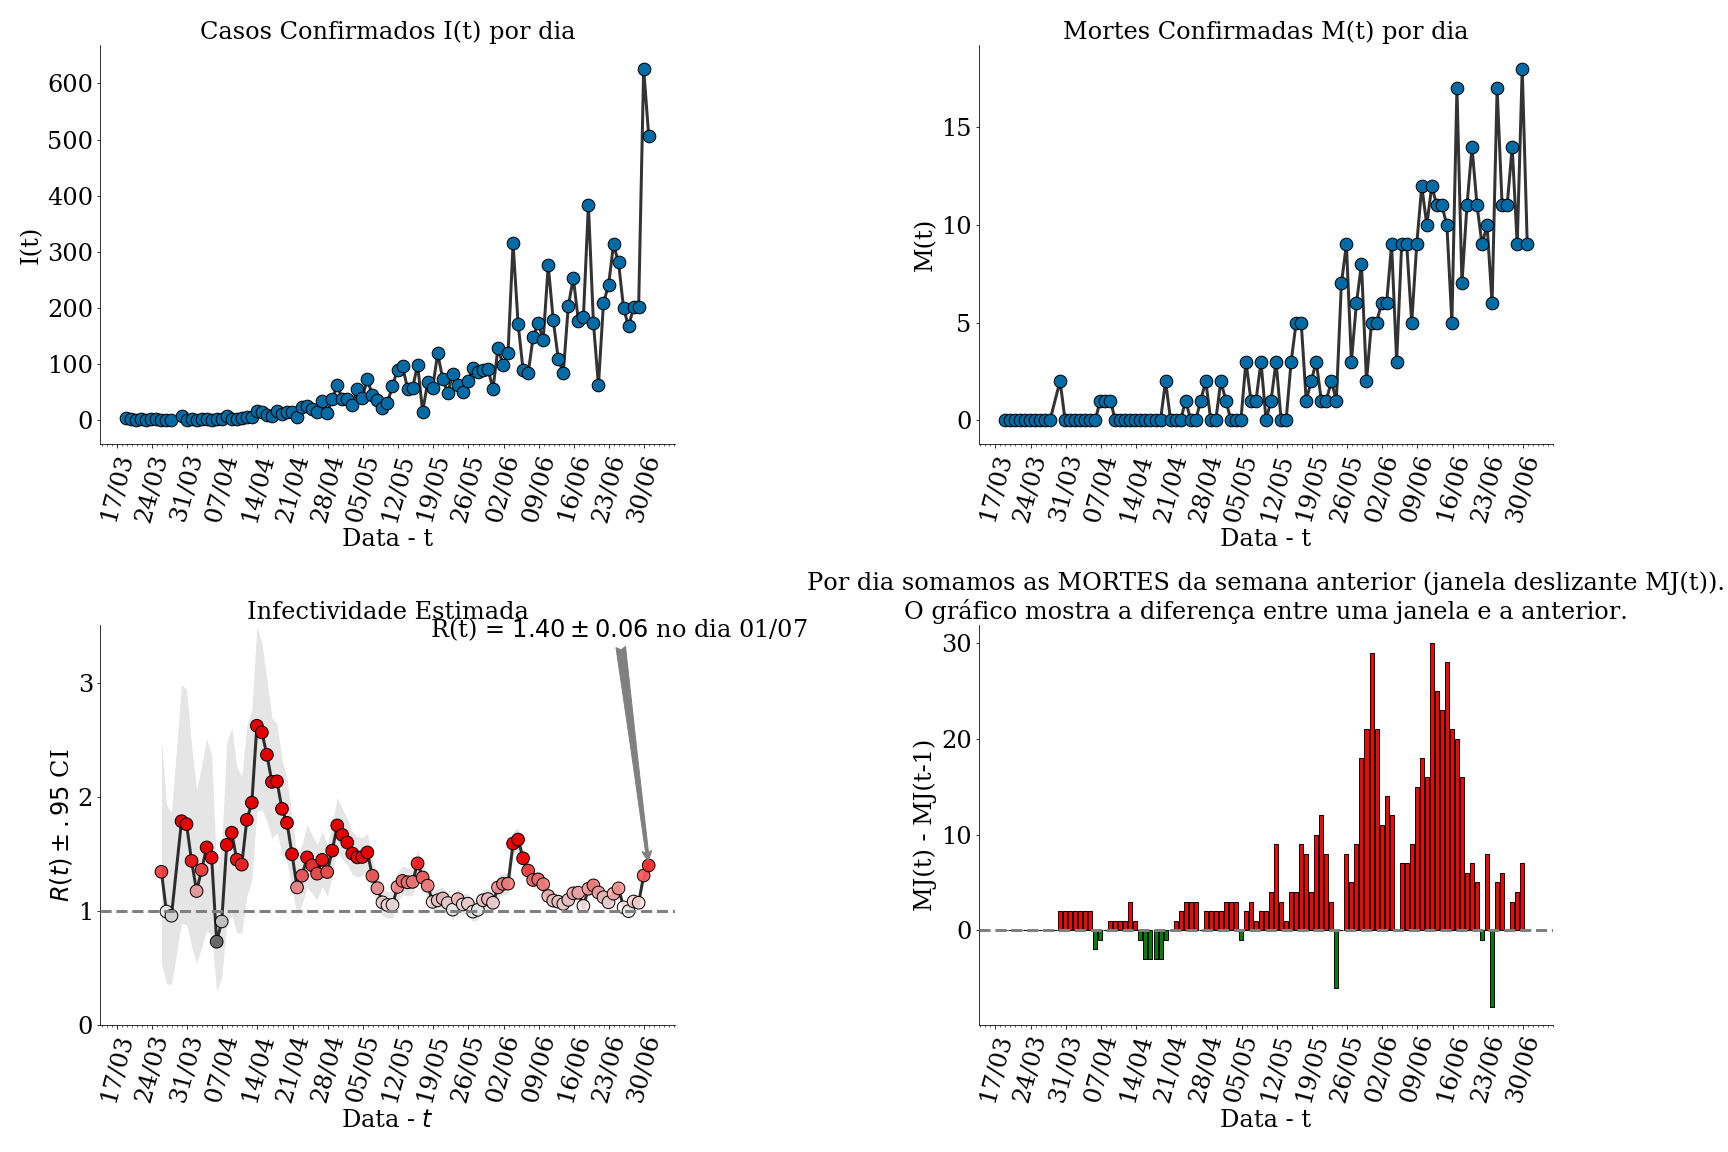 Casos Confirmados I(t) por dia
600
500
400
300
200
100
0
I(t)
17/03 24/03 31/03 07/04 14/04 21/04 28/04 05/05 12/05 19/05 26/05 02/06 09/06 16/06 23/06 30/06
Data - t
Mortes Confirmadas M(t) por dia
15
10
5
0
M(t)
17/03 24/03 31/03 07/04 14/04 21/04 28/04 05/05 12/05 19/05 26/05 02/06 09/06 16/06 23/06 30/06
Data - t
Infectividade Estimada
R(t) = 1.40 ± 0.06 no dia 01/07
3
2
1
0
R(t) ± .95 CI
17/03 24/03 31/03 07/04 14/04 21/04 28/04 05/05 12/05 19/05 26/05 02/06 09/06 16/06 23/06 30/06
Data - t
Por dia somamos as MORTES da semana anterior (janela deslizante MJ(t)).
O gráfico mostra a diferença entre uma janela e a anterior.
30
20
10
0
MJ(t) - MJ(t-1)
17/03 24/03 31/03 07/04 14/04 21/04 28/04 05/05 12/05 19/05 26/05 02/06 09/06 16/06 23/06 30/06
Data - t